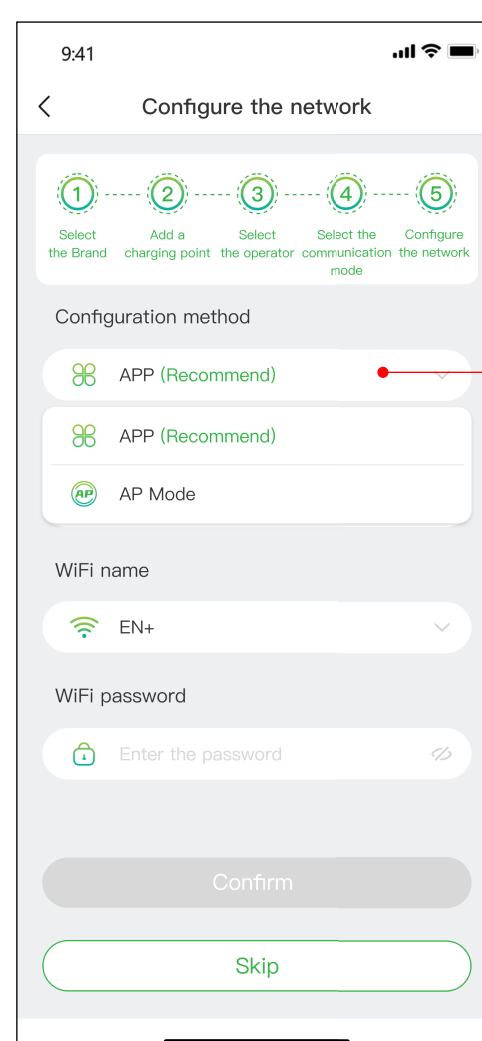 9:41
Configure the network
1 2 3 4 5
Select Add a Select Select the Configure
the Brand charging point the operator communication the network
mode
Configuration method
APP (Recommend)
APP (Recommend)
AP AP Mode
WiFi name
EN+
WiFi password
Enter the password
Confirm
Skip